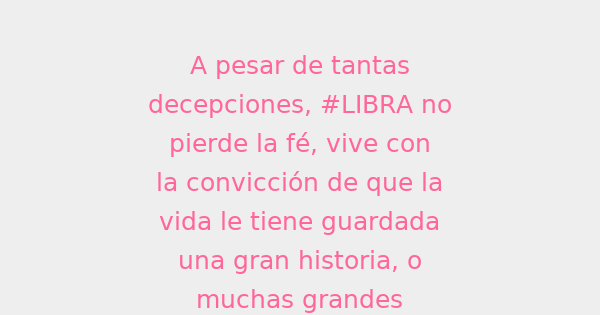 A pesar de tantas
decepciones, #LIBRA no
pierde la fé, vive con
la convicción de que la
vida le tiene guardada
una gran historia, o
muchas grandes